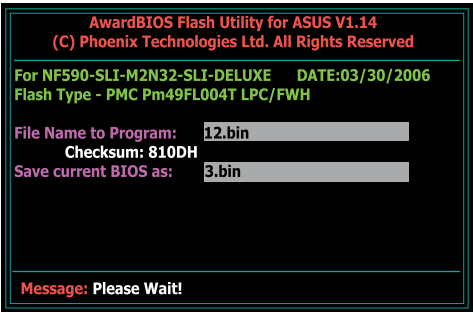 AwardBIOS Flash Utility for ASUS V1.14
(C) Phoenix Technologies Ltd. All Rights Reserved
For NF590-SLI-M2N32-SLI-DELUXE DATE:03/30/2006
Flash Type - PMC Pm49FL004T LPC/FWH
File Name to Program: 12.bin
Checksum: 810DH
Save current BIOS as: 3.bin
Message: Please Wait!